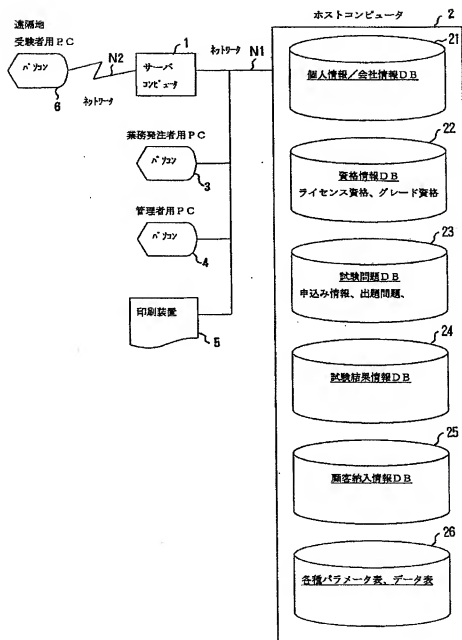 遠隔地
受験者用PC
パソコン
6
N2
ネットワーク
1
サーバ
コンピュータ
ネットワーク
N1
業務発注者用PC
パソコン
3
管理者用PC
パソコン
4
印刷装置
5
ホストコンピュータ
2
21
個人情報/会社情報DB
22
資格情報DB
ライセンス資格、グレード資格
23
試験問題DB
申込み情報、出題問題、
24
試験結果情報DB
25
顧客納入情報DB
26
各種パラメータ表、データ表